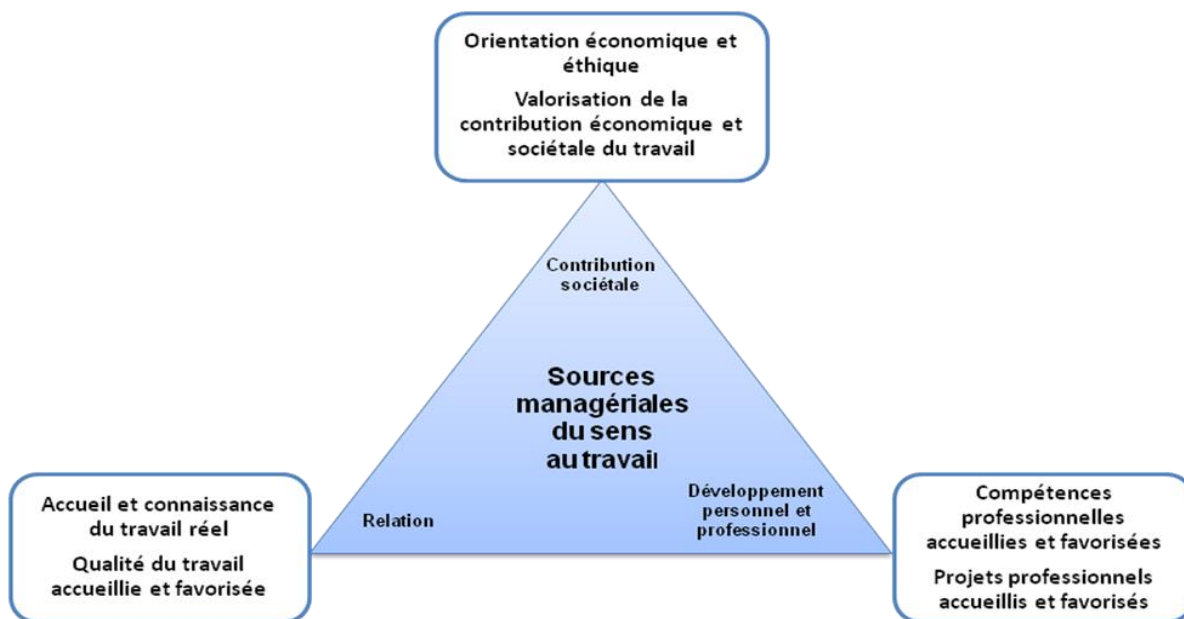 Orientation économique et
éthique
Valorisation de la
contribution économique et
sociétale du travail
Contribution
sociétale
Sources
managériales
du sens
au travail
Relation
Développement
personnel et
professionnel
Accueil et connaissance
du travail réel
Qualité du travail
accueillie et favorisée
Compétences
professionnelles
accueillies et favorisées
Projets professionnels
accueillis et favorisés